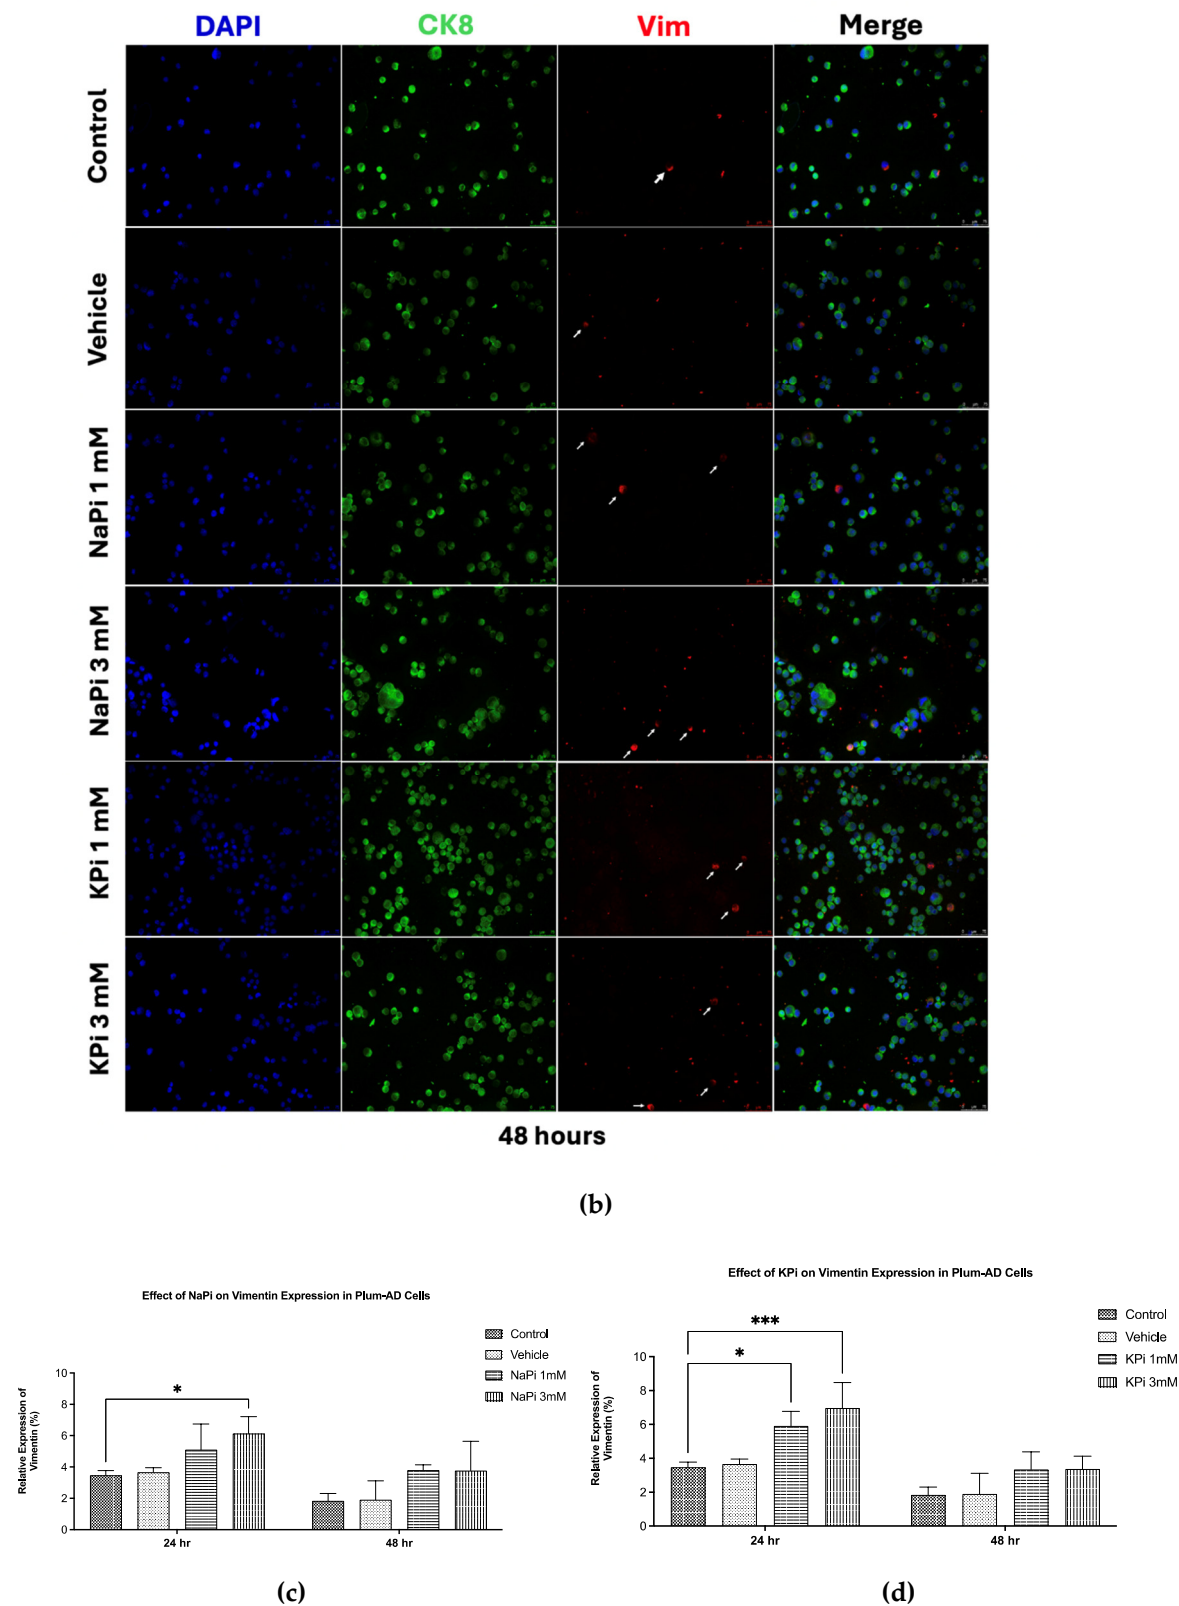 DAPI CK8 Vim Merge
Control
Vehicle
NaPi 1 mM
NaPi 3 mM
KPi 1 mM
KPi 3 mM
48 hours
(b)
Effect of NaPi on Vimentin Expression in Plum-AD Cells
Control
Vehicle
NaPi 1mM
NaPi 3mM
Relative Expression of
Vimentin (%)
10
8
6
4
2
0
*
24 hr 48 hr
(c)
Effect of KPi on Vimentin Expression in Plum-AD Cells
Control
Vehicle
KPi 1mM
KPi 3mM
Relative Expression of
Vimentin (%)
10
8
6
4
2
0
***
*
24 hr 48 hr
(d)